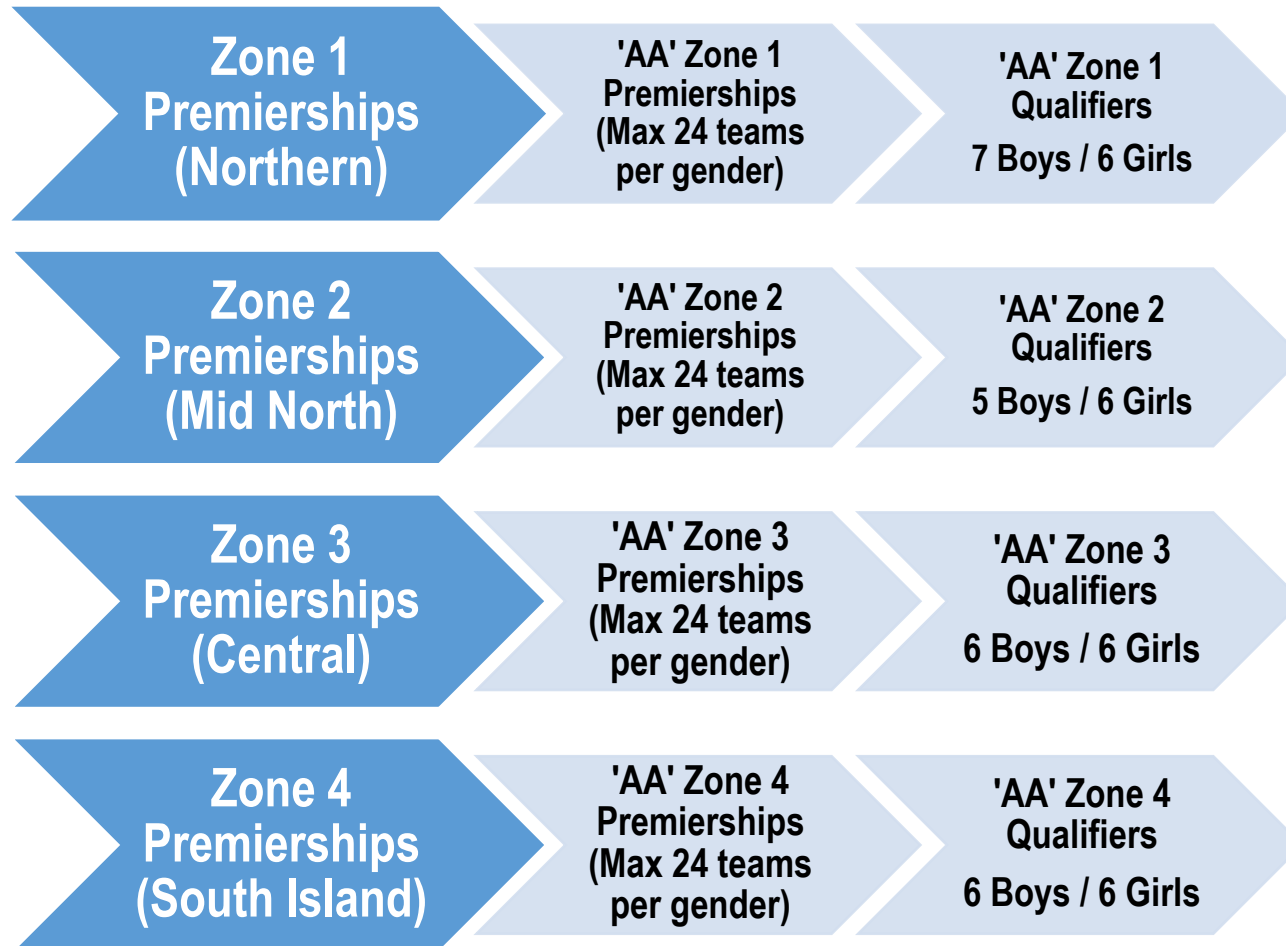 Zone 1
Premierships
(Northern)
'AA' Zone 1
Premierships
(Max 24 teams
per gender)
'AA' Zone 1
Qualifiers
7 Boys / 6 Girls
Zone 2
Premierships
(Mid North)
'AA' Zone 2
Premierships
(Max 24 teams
per gender)
'AA' Zone 2
Qualifiers
5 Boys / 6 Girls
Zone 3
Premierships
(Central)
'AA' Zone 3
Premierships
(Max 24 teams
per gender)
'AA' Zone 3
Qualifiers
6 Boys / 6 Girls
Zone 4
Premierships
(South Island)
'AA' Zone 4
Premierships
(Max 24 teams
per gender)
'AA' Zone 4
Qualifiers
6 Boys / 6 Girls